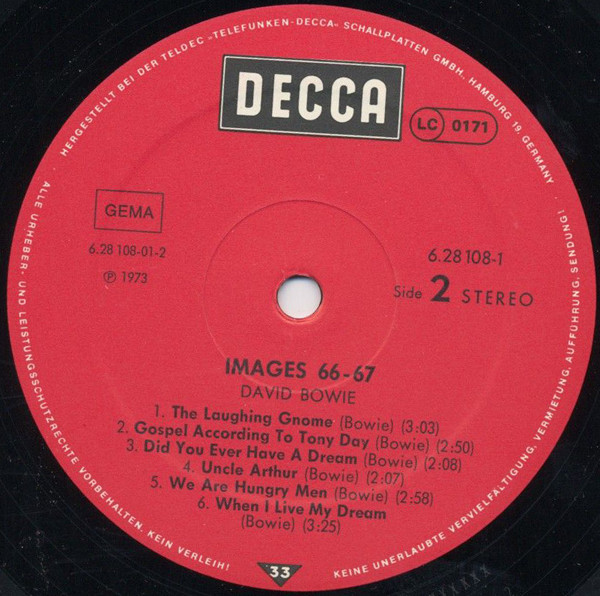 HERGESTELLT BEI DER TELDEC »TELEFUNKEN-DECCA« SCHALLPLATTEN GMBH, HAMBURG 19, GERMANY •
DECCA
LC 0171
GEMA
6.28 108-01-2
Ⓟ 1973
6.28 108-1
Side 2 STEREO
IMAGES 66-67
DAVID BOWIE
1. The Laughing Gnome (Bowie) (3:03)
2. Gospel According To Tony Day (Bowie) (2:50)
3. Did You Ever Have A Dream (Bowie) (2:08)
4. Uncle Arthur (Bowie) (2:07)
5. We Are Hungry Men (Bowie) (2:58)
6. When I Live My Dream
(Bowie) (3:25)
• ALLE URHEBER- UND LEISTUNGSSCHUTZRECHTE VORBEHALTEN. KEIN VERLEIH!
33
KEINE UNERLAUBTE VERVIELFÄLTIGUNG, VERMIETUNG, AUFFÜHRUNG, SENDUNG!